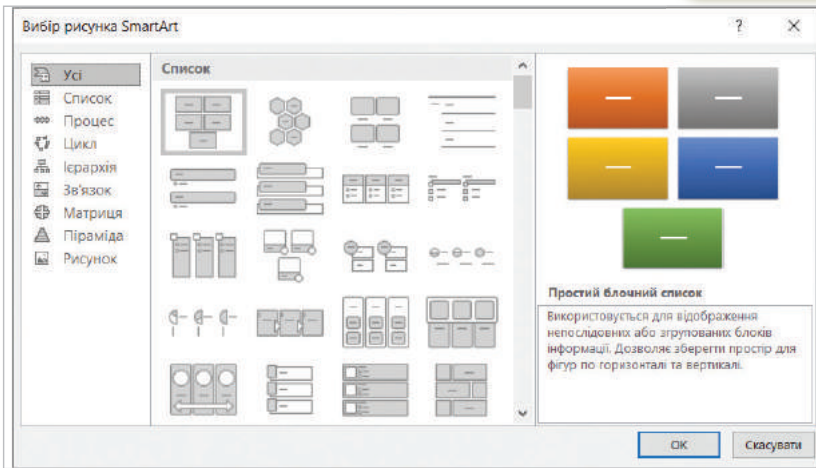 Вибір рисунка SmartArt
?
Усі
Список
Процес
Цикл
Ієрархія
Зв'язок
Матриця
Піраміда
Рисунок
Список
Простий блочний список
Використовується для відображення
непослідовних або згрупованих блоків
інформації. Дозволяє зберегти простір для
фігур по горизонталі та вертикалі.
ОК
Скасувати